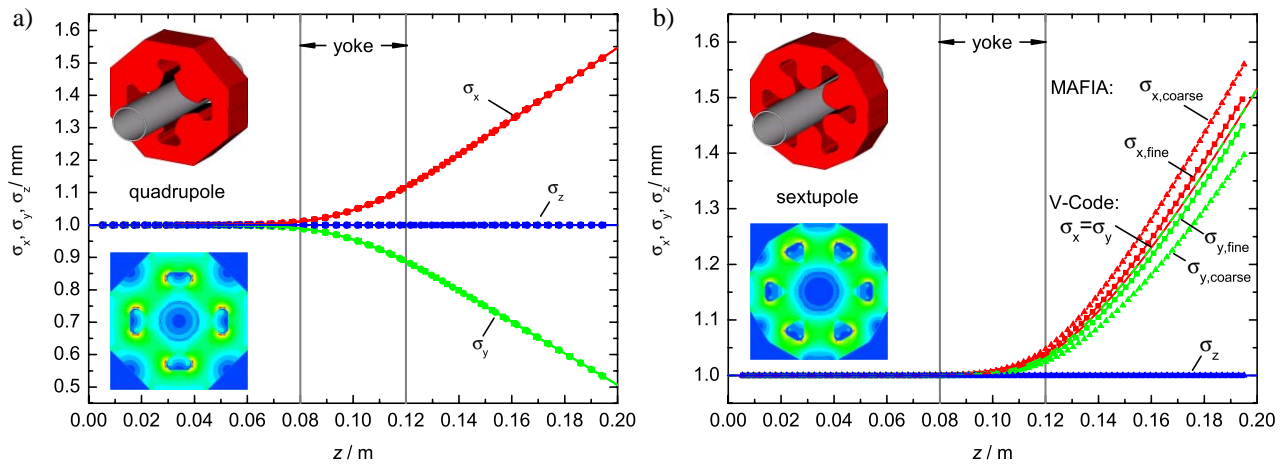 a)
1.6
1.5
1.4
1.3
1.2
1.1
1.0
0.9
0.8
0.7
0.6
0.5
σx, σy, σz / mm
yoke
σx
quadrupole
σz
σy
0.00 0.02 0.04 0.06 0.08 0.10 0.12 0.14 0.16 0.18 0.20
z / m
b)
1.6
1.5
1.4
1.3
1.2
1.1
1.0
σx, σy, σz / mm
yoke
MAFIA:
σx,coarse
σx,fine
sextupole
V-Code:
σx=σy
σy,fine
σy,coarse
σz
0.00 0.02 0.04 0.06 0.08 0.10 0.12 0.14 0.16 0.18 0.20
z / m